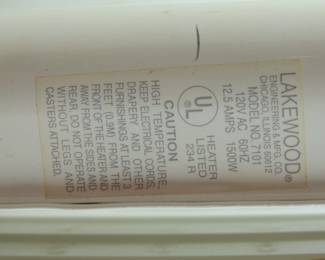 LAKEWOOD®
ENGINEERING & MFG. CO.
CHICAGO, ILLINOIS 60612
MODEL NO. 7101
120V AC 60HZ
12.5 AMPS 1500W
UL®
HEATER
LISTED
234 R
CAUTION
HIGH TEMPERATURE,
KEEP ELECTRICAL CORDS,
DRAPERY AND OTHER
FURNISHINGS AT LEAST 3
FEET (0.9M) FROM THE
FRONT OF THE HEATER AND
AWAY FROM THE SIDES AND
REAR. DO NOT OPERATE
WITHOUT LEGS AND
CASTERS ATTACHED.